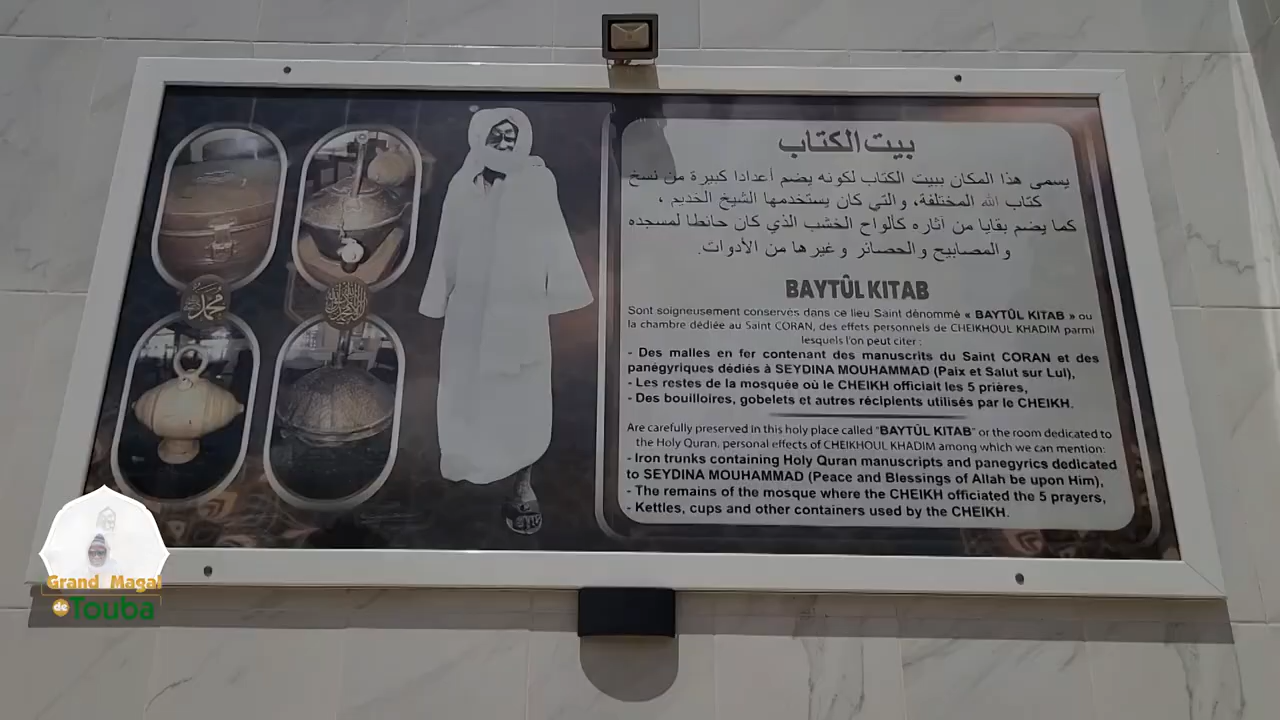 بيت الكتاب
يسمى هذا المكان ببيت الكتاب لكونه يضم أعدادا كبيرة من نسخ
كتاب الله المختلفة، والتي كان يستخدمها الشيخ الخديم ،
كما يضم بقايا من آثاره كألواح الخشب الذي كان حائطا لمسجده
والمصابيح والحصائر وغيرها من الأدوات.
BAYTÛL KITAB
Sont soigneusement conservés dans ce lieu Saint dénommé « BAYTÛL KITAB » ou
la chambre dédiée au Saint CORAN, des effets personnels de CHEIKHOUL KHADIM parmi
lesquels l'on peut citer :
- Des malles en fer contenant des manuscrits du Saint CORAN et des
panégyriques dédiés à SEYDINA MOUHAMMAD (Paix et Salut sur Lui),
- Les restes de la mosquée où le CHEIKH officiait les 5 prières,
- Des bouilloires, gobelets et autres récipients utilisés par le CHEIKH.
Are carefully preserved in this holy place called "BAYTÛL KITAB" or the room dedicated to
the Holy Quran, personal effects of CHEIKHOUL KHADIM among which we can mention:
- Iron trunks containing Holy Quran manuscripts and panegyrics dedicated
to SEYDINA MOUHAMMAD (Peace and Blessings of Allah be upon Him),
- The remains of the mosque where the CHEIKH officiated the 5 prayers,
- Kettles, cups and other containers used by the CHEIKH.
محمد
Grand Magal
de Touba